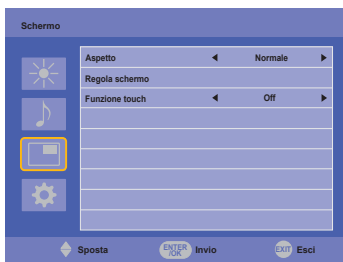 Schermo
Aspetto Normale
Regola schermo
Funzione touch Off
Sposta ENTER /OK Invio EXIT Esci